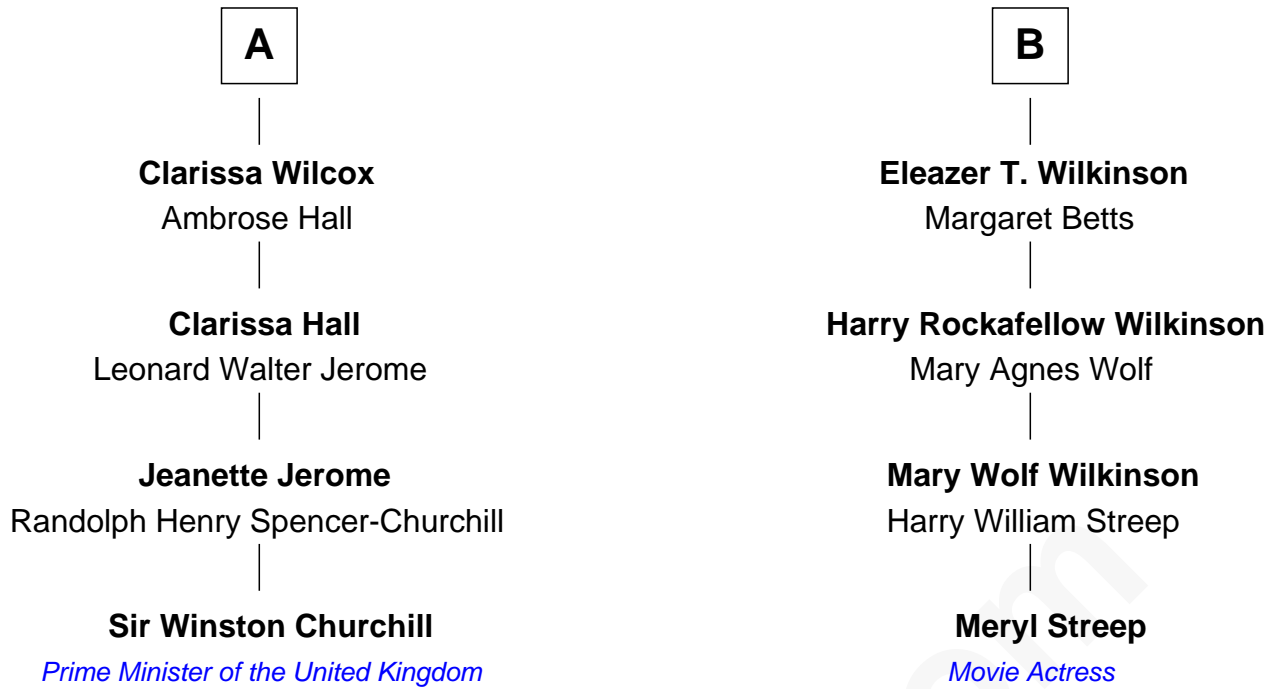 A
Clarissa Wilcox
Ambrose Hall
Clarissa Hall
Leonard Walter Jerome
Jeanette Jerome
Randolph Henry Spencer-Churchill
Sir Winston Churchill
Prime Minister of the United Kingdom
B
Eleazer T. Wilkinson
Margaret Betts
Harry Rockafellow Wilkinson
Mary Agnes Wolf
Mary Wolf Wilkinson
Harry William Streep
Meryl Streep
Movie Actress
om